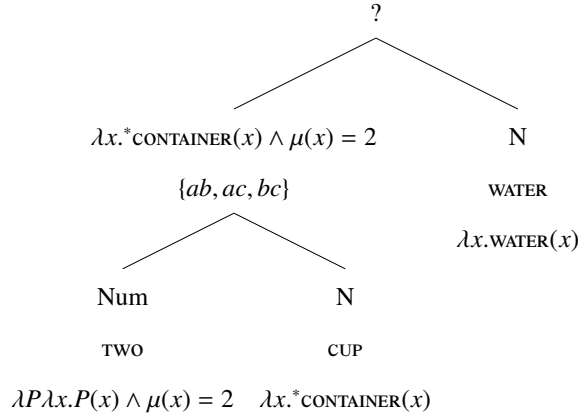 ?
λx.*CONTAINER(x) ∧ μ(x) = 2 N
{ab, ac, bc} WATER
λx.WATER(x)
Num N
TWO CUP
λPλx.P(x) ∧ μ(x) = 2 λx.*CONTAINER(x)